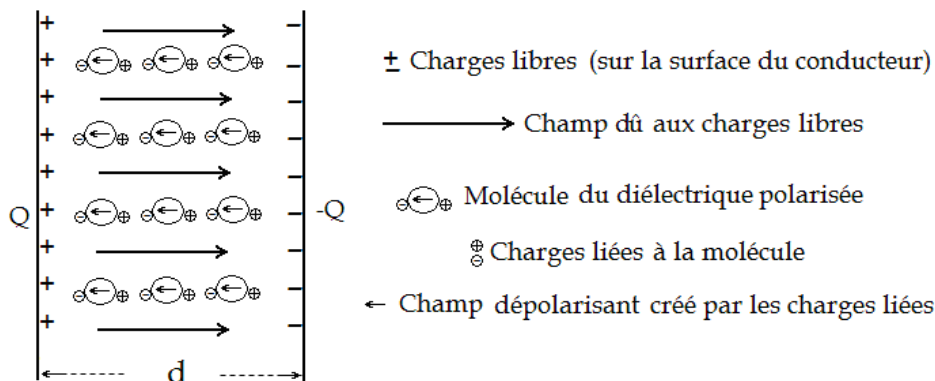 Q
-Q
d
± Charges libres (sur la surface du conducteur)
Champ dû aux charges libres
Molécule du diélectrique polarisée
Charges liées à la molécule
Champ dépolarisant créé par les charges liées